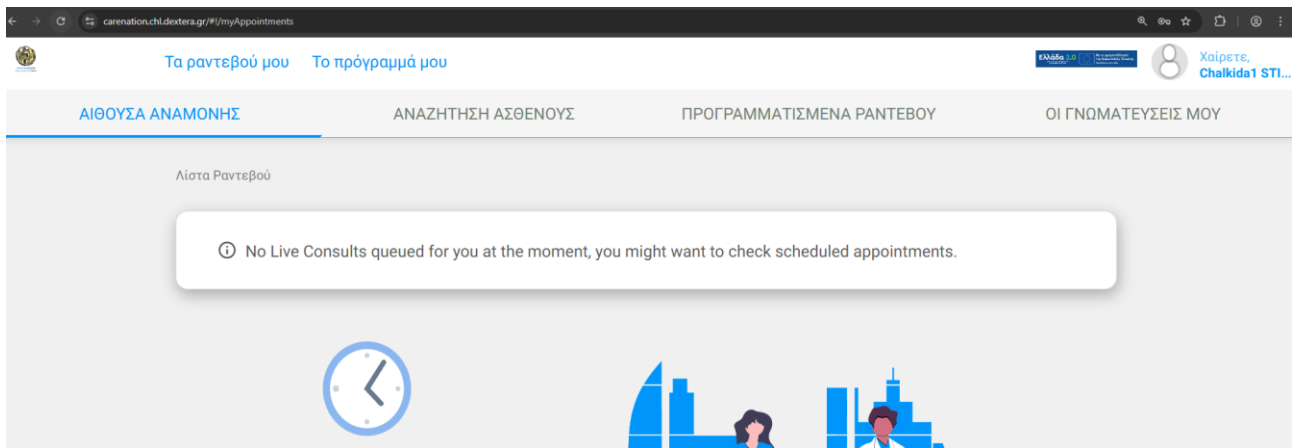 carenation.chl.dextera.gr/#!/myAppointments
Τα ραντεβού μου Το πρόγραμμά μου
Ελλάδα 2.0
Χαίρετε,
Chalkida1 STI...
ΑΙΘΟΥΣΑ ΑΝΑΜΟΝΗΣ ΑΝΑΖΗΤΗΣΗ ΑΣΘΕΝΟΥΣ ΠΡΟΓΡΑΜΜΑΤΙΣΜΕΝΑ ΡΑΝΤΕΒΟΥ ΟΙ ΓΝΩΜΑΤΕΥΣΕΙΣ ΜΟΥ
Λίστα Ραντεβού
No Live Consults queued for you at the moment, you might want to check scheduled appointments.